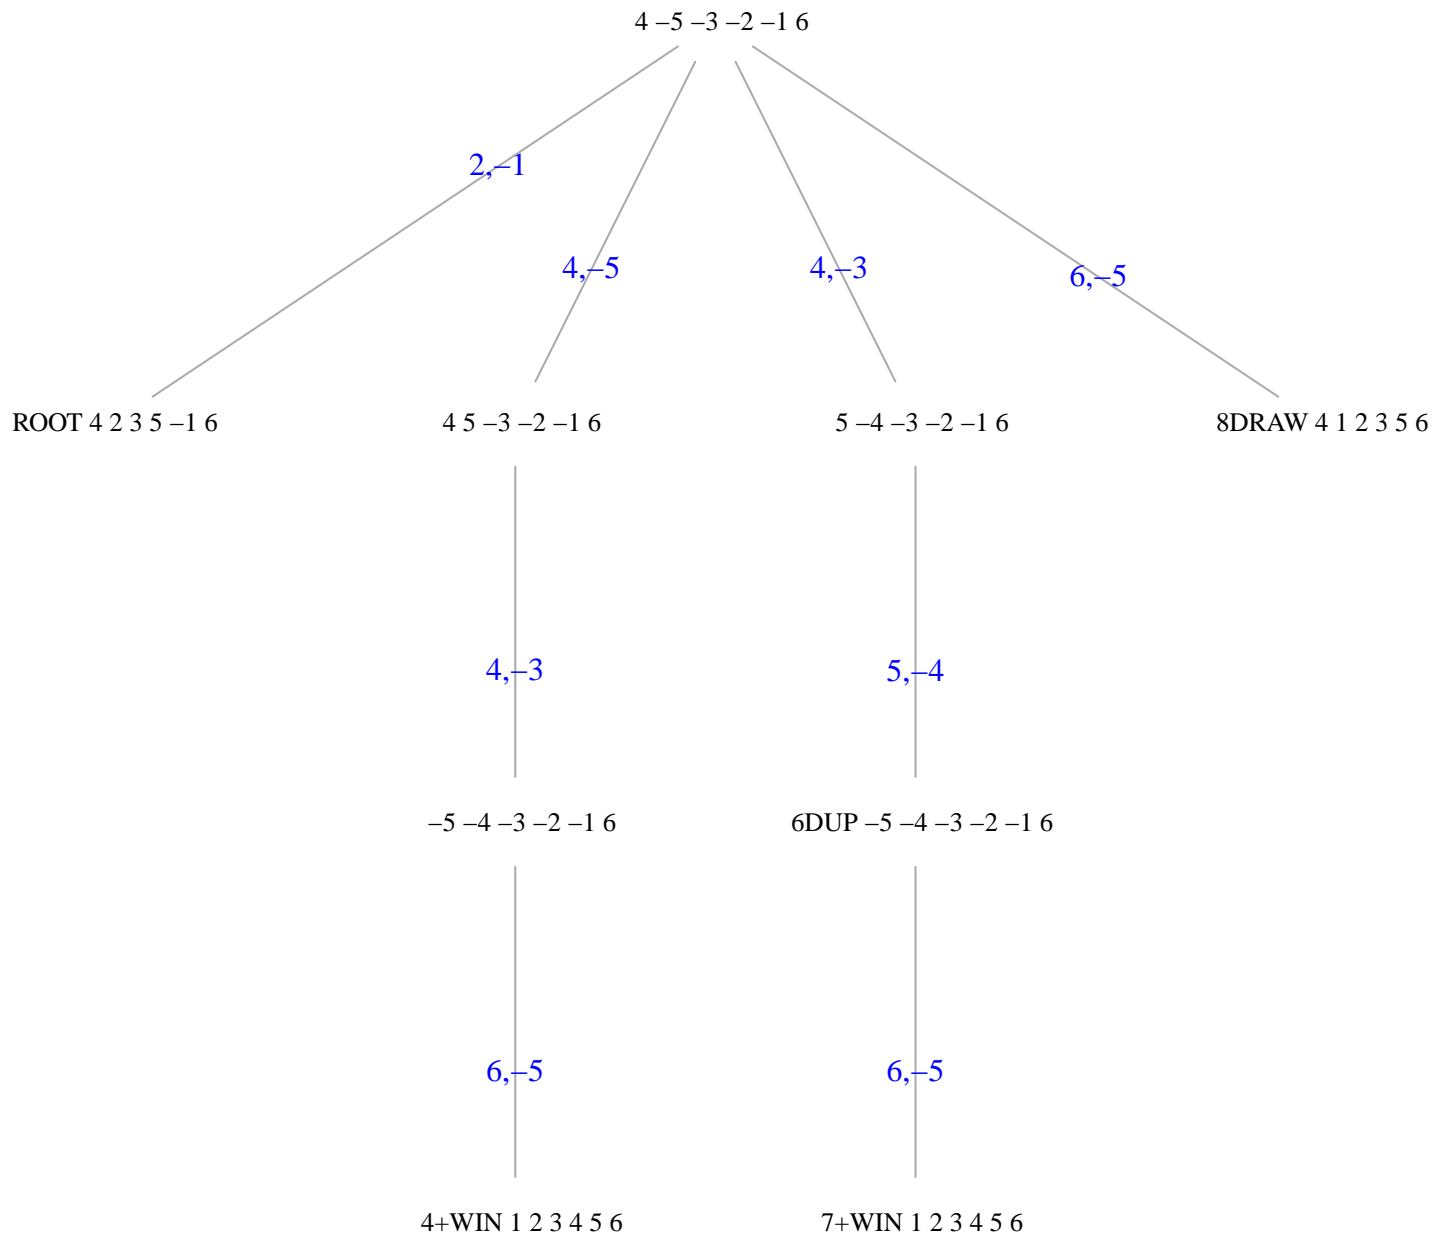 4 –5 –3 –2 –1 6
2,–1
4,–5
4,–3
6,–5
ROOT 4 2 3 5 –1 6
4 5 –3 –2 –1 6
5 –4 –3 –2 –1 6
8DRAW 4 1 2 3 5 6
4,–3
5,–4
–5 –4 –3 –2 –1 6
6DUP –5 –4 –3 –2 –1 6
6,–5
6,–5
4+WIN 1 2 3 4 5 6
7+WIN 1 2 3 4 5 6